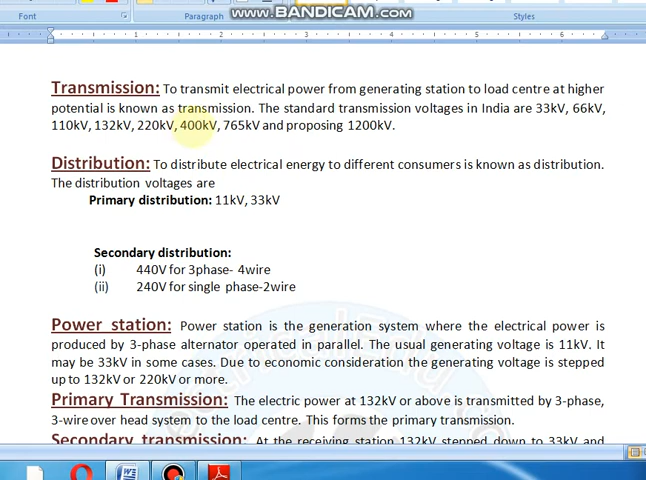 WWW.BANDICAM.COM
Font
Paragraph
Styles
Transmission: To transmit electrical power from generating station to load centre at higher
potential is known as transmission. The standard transmission voltages in India are 33kV, 66kV,
110kV, 132kV, 220kV, 400kV, 765kV and proposing 1200kV.
Distribution: To distribute electrical energy to different consumers is known as distribution.
The distribution voltages are
Primary distribution: 11kV, 33kV
Secondary distribution:
(i) 440V for 3phase- 4wire
(ii) 240V for single phase-2wire
Power station: Power station is the generation system where the electrical power is
produced by 3-phase alternator operated in parallel. The usual generating voltage is 11kV. It
may be 33kV in some cases. Due to economic consideration the generating voltage is stepped
up to 132kV or 220kV or more.
Primary Transmission: The electric power at 132kV or above is transmitted by 3-phase,
3-wire over head system to the load centre. This forms the primary transmission.
Secondary transmission: At the receiving station 132kV stepped down to 33kV and